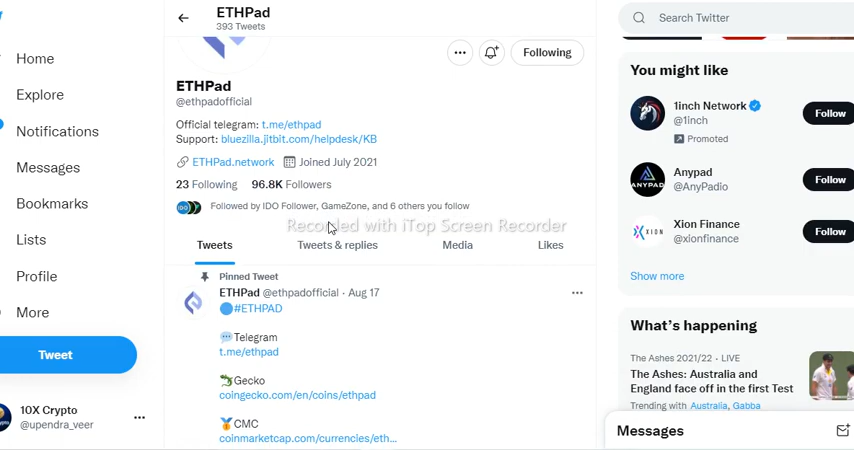 ETHPad
393 Tweets
Search Twitter
Home
Explore
Notifications
Messages
Bookmarks
Lists
Profile
More
Tweet
10X Crypto
@upendra_veer
Following
ETHPad
@ethpadofficial
Official telegram: t.me/ethpad
Support: bluezilla.jitbit.com/helpdesk/KB
ETHPad.network Joined July 2021
23 Following 96.8K Followers
IDO Followed by IDO Follower, GameZone, and 6 others you follow
Recorded with iTop Screen Recorder
Tweets Tweets & replies Media Likes
Pinned Tweet
ETHPad @ethpadofficial · Aug 17
#ETHPAD
Telegram
t.me/ethpad
Gecko
coingecko.com/en/coins/ethpad
CMC
coinmarketcap.com/currencies/eth...
You might like
1inch Network
@1inch
Follow
Promoted
ANYPAD
Anypad
@AnyPadio
Follow
XION
Xion Finance
@xionfinance
Follow
Show more
What's happening
The Ashes 2021/22 · LIVE
The Ashes: Australia and
England face off in the first Test
Trending with Australia, Gabba
Messages